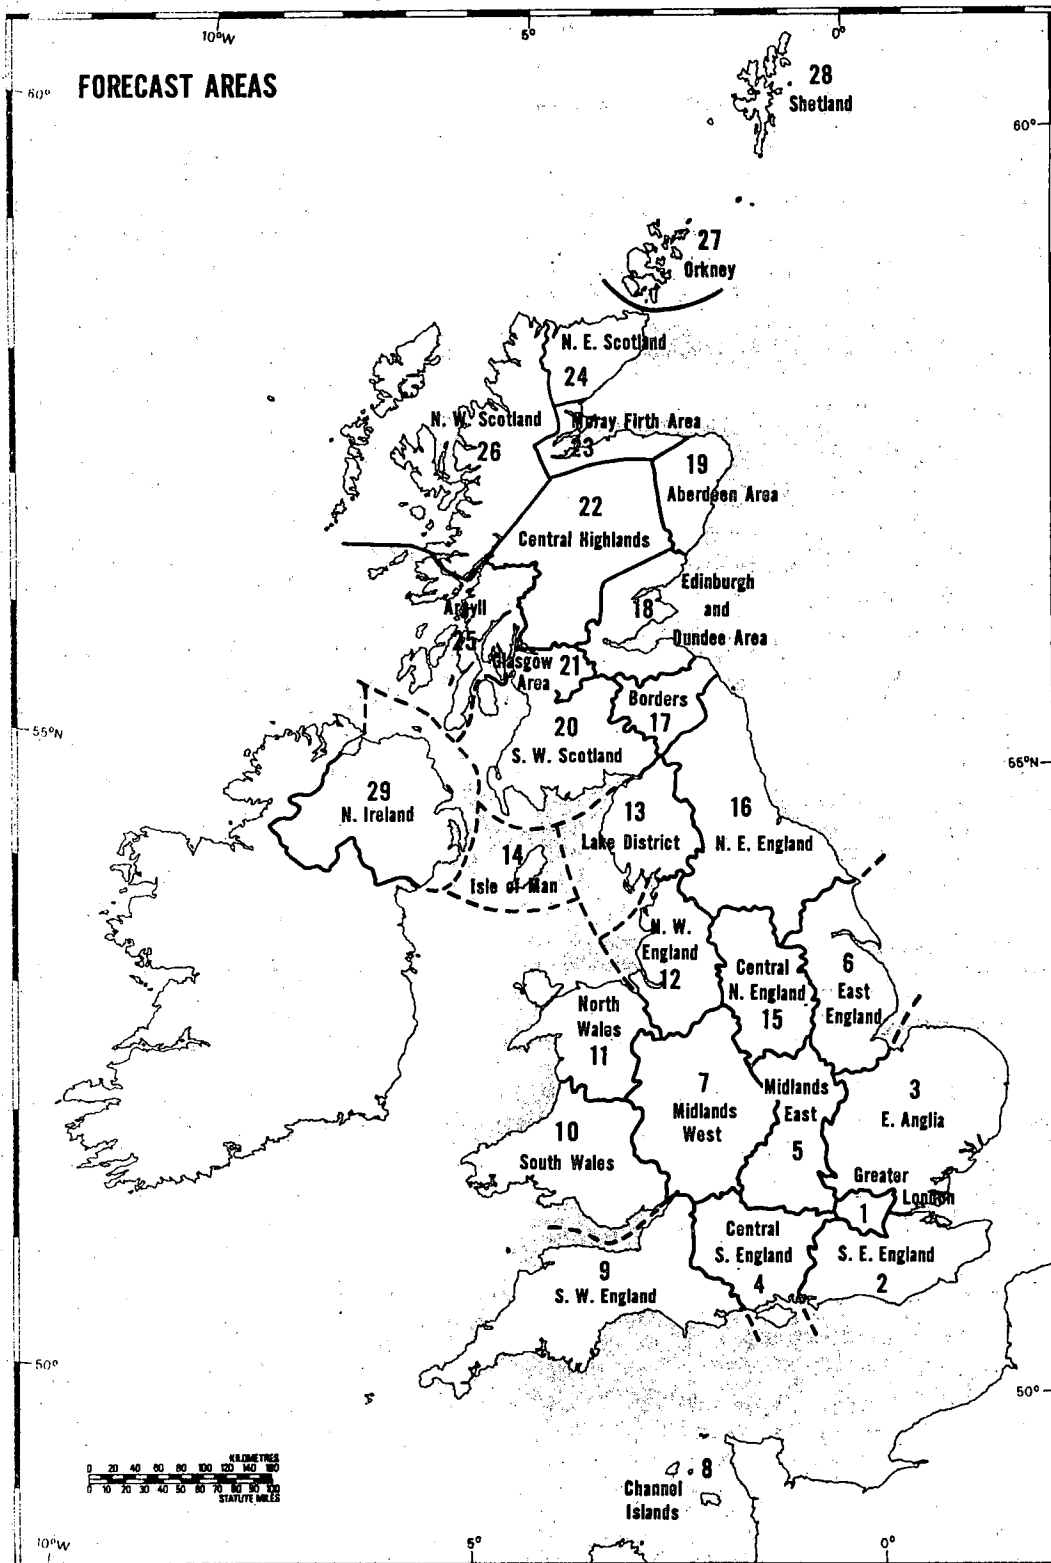 10°W
5°
0°
FORECAST AREAS
60°
60°
28
Shetland
27
Orkney
N. E. Scotland
24
N. W. Scotland
26
Moray Firth Area
23
19
Aberdeen Area
22
Central Highlands
Edinburgh
and
Dundee Area
18
Argyll
25
Glasgow
Area
21
Borders
17
20
S. W. Scotland
55°N
55°N
29
N. Ireland
13
Lake District
16
N. E. England
14
Isle of Man
N. W.
England
12
Central
N. England
15
6
East
England
North
Wales
11
7
Midlands
West
Midlands
East
5
3
E. Anglia
10
South Wales
Greater
London
1
Central
S. England
4
S. E. England
2
9
S. W. England
50°
50°
8
Channel
Islands
KILOMETRES
0 20 40 60 80 100 120 140 160
0 10 20 30 40 50 60 70 80 90 100
STATUTE MILES
10°W
5°
0°